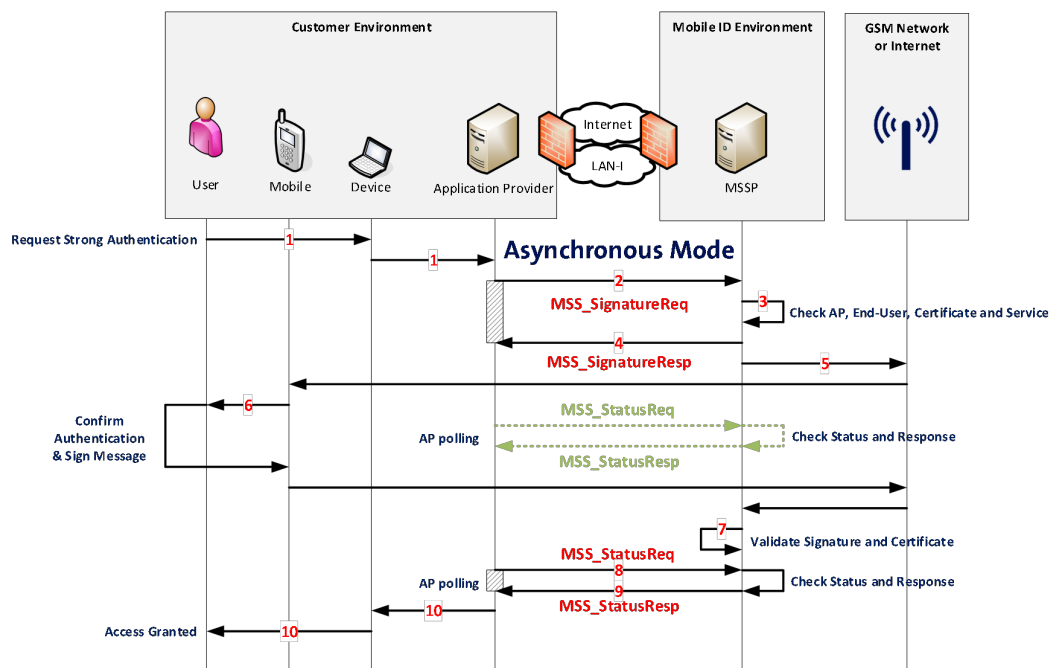 Customer Environment
Mobile ID Environment
GSM Network
or Internet
Internet
LAN-I
User
Mobile
Device
Application Provider
MSSP
Request Strong Authentication
1
1
Asynchronous Mode
2
MSS_SignatureReq
3
Check AP, End-User, Certificate and Service
4
MSS_SignatureResp
5
6
Confirm
Authentication
& Sign Message
MSS_StatusReq
AP polling
Check Status and Response
MSS_StatusResp
7
Validate Signature and Certificate
MSS_StatusReq
8
AP polling
Check Status and Response
9
MSS_StatusResp
10
Access Granted
10